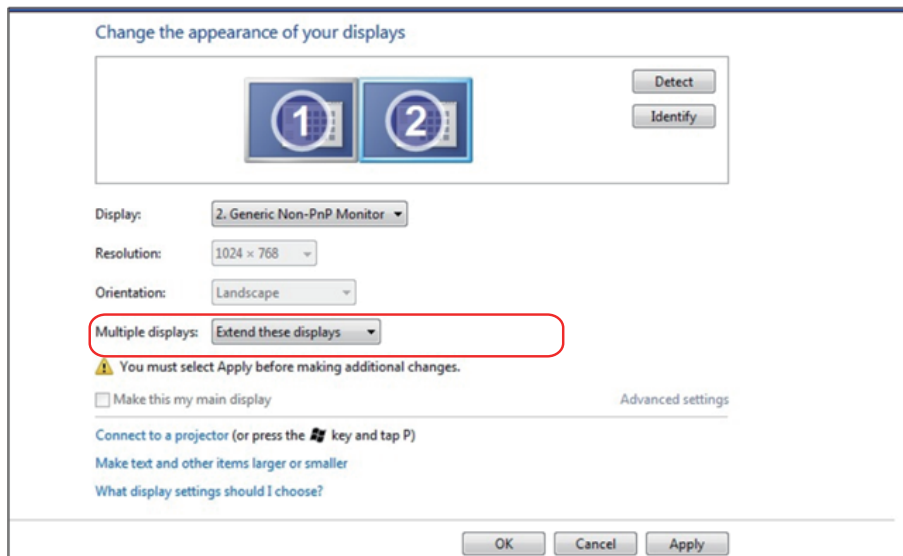 Change the appearance of your displays
1 2
Detect
Identify
Display: 2. Generic Non-PnP Monitor
Resolution: 1024 × 768
Orientation: Landscape
Multiple displays: Extend these displays
You must select Apply before making additional changes.
Make this my main display Advanced settings
Connect to a projector (or press the key and tap P)
Make text and other items larger or smaller
What display settings should I choose?
OK Cancel Apply